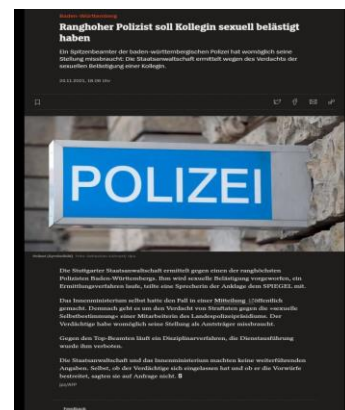 Baden-Württemberg
Ranghoher Polizist soll Kollegin sexuell belästigt
haben
Ein Spitzenbeamter der baden-württembergischen Polizei hat womöglich seine
Stellung missbraucht: Die Staatsanwaltschaft ermittelt wegen des Verdachts der
sexuellen Belästigung einer Kollegin.
24.11.2021, 18.09 Uhr
POLIZEI
Die Stuttgarter Staatsanwaltschaft ermittelt gegen einen der ranghöchsten
Polizisten Baden-Württembergs. Ihm wird sexuelle Belästigung vorgeworfen, ein
Ermittlungsverfahren laufe, teilte eine Sprecherin der Anklage dem SPIEGEL mit.
Das Innenministerium selbst hatte den Fall in einer Mitteilung öffentlich
gemacht. Demnach geht es um den Verdacht von Straftaten gegen die »sexuelle
Selbstbestimmung« einer Mitarbeiterin des Landespolizeipräsidiums. Der
Verdächtige habe womöglich seine Stellung als Amtsträger missbraucht.
Gegen den Top-Beamten läuft ein Disziplinarverfahren, die Dienstausführung
wurde ihm verboten.
Die Staatsanwaltschaft und das Innenministerium machten keine weiterführenden
Angaben. Selbst, ob der Verdächtige sich eingelassen hat und ob er die Vorwürfe
bestreitet, sagten sie auf Anfrage nicht.
Feedback